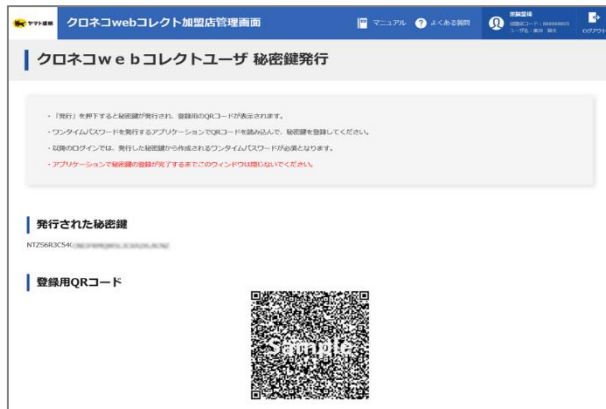 ヤマト運輸
クロネコwebコレクト加盟店管理画面
マニュアル
よくある質問
ログアウト
クロネコwebコレクトユーザ 秘密鍵発行
・「発行」を押下すると秘密鍵が発行され、登録用のQRコードが表示されます。
・ワンタイムパスワードを発行するアプリケーションでQRコードを読み込んで、秘密鍵を登録してください。
・以降のログインでは、発行した秘密鍵から作成されるワンタイムパスワードが必須となります。
・アプリケーションで秘密鍵の登録が完了するまでこのウィンドウは閉じないでください。
発行された秘密鍵
NTZS6R3C54
登録用QRコード
Sample